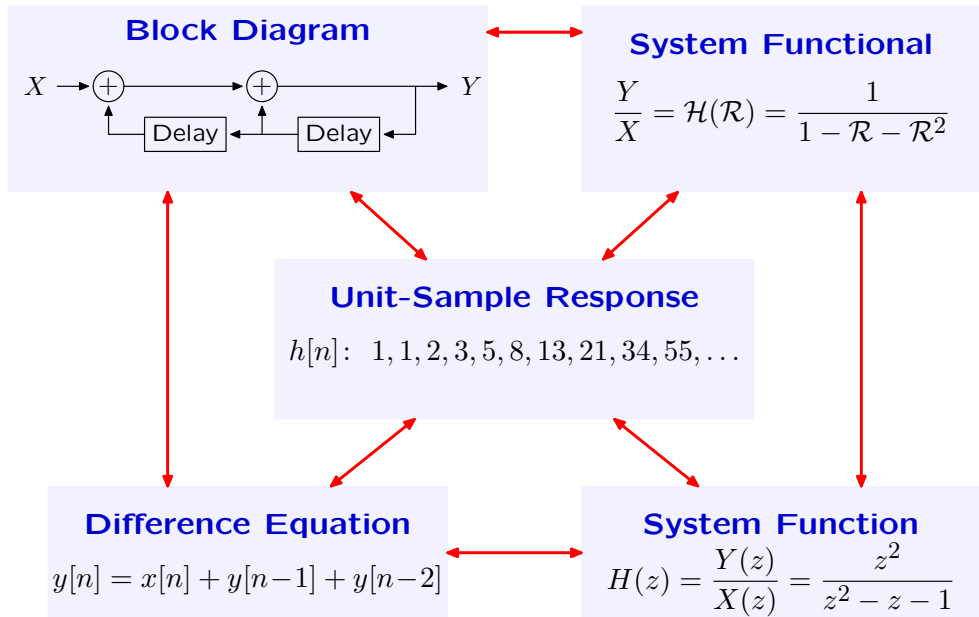 Block Diagram
X + + Y
Delay Delay
System Functional
Y/X = ℋ(ℛ) = 1/(1 − ℛ − ℛ²)
Unit-Sample Response
h[n]: 1, 1, 2, 3, 5, 8, 13, 21, 34, 55, . . .
Difference Equation
y[n] = x[n] + y[n−1] + y[n−2]
System Function
H(z) = Y(z)/X(z) = z²/(z² − z − 1)